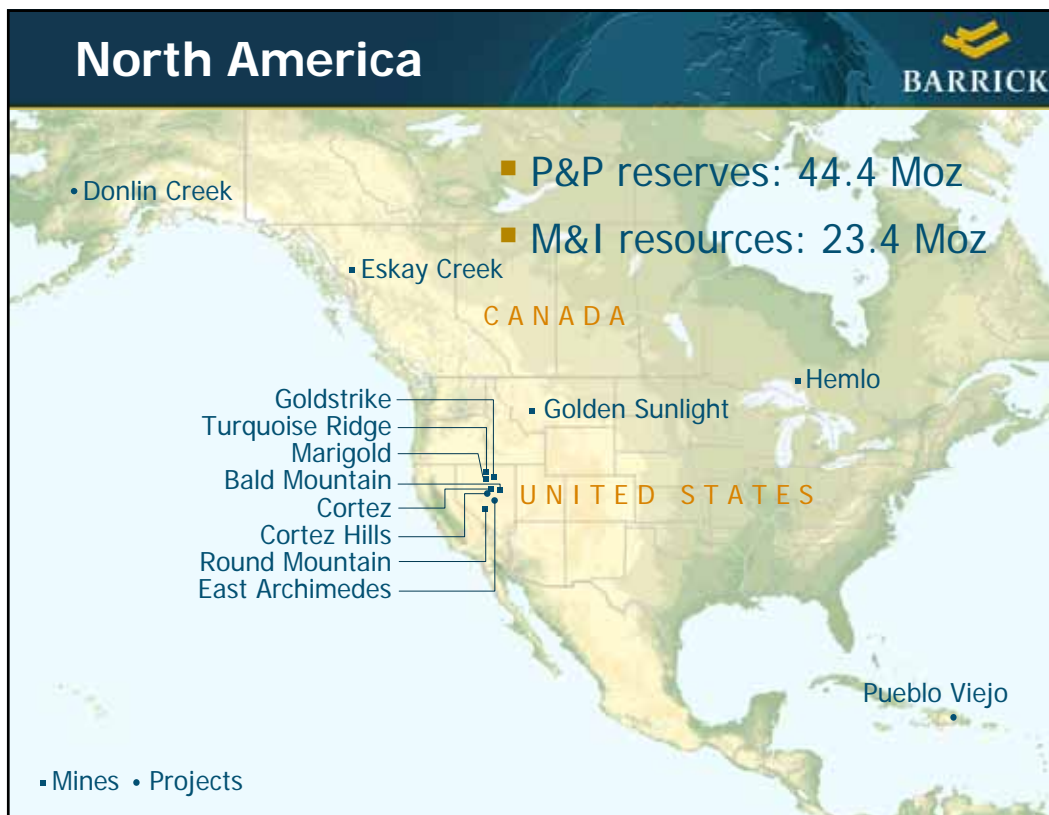 North America
BARRICK
▪ P&P reserves: 44.4 Moz
▪ M&I resources: 23.4 Moz
• Donlin Creek
▪ Eskay Creek
CANADA
▪ Hemlo
▪ Golden Sunlight
Goldstrike
Turquoise Ridge
Marigold
Bald Mountain
Cortez
Cortez Hills
Round Mountain
East Archimedes
UNITED STATES
Pueblo Viejo
▪ Mines • Projects